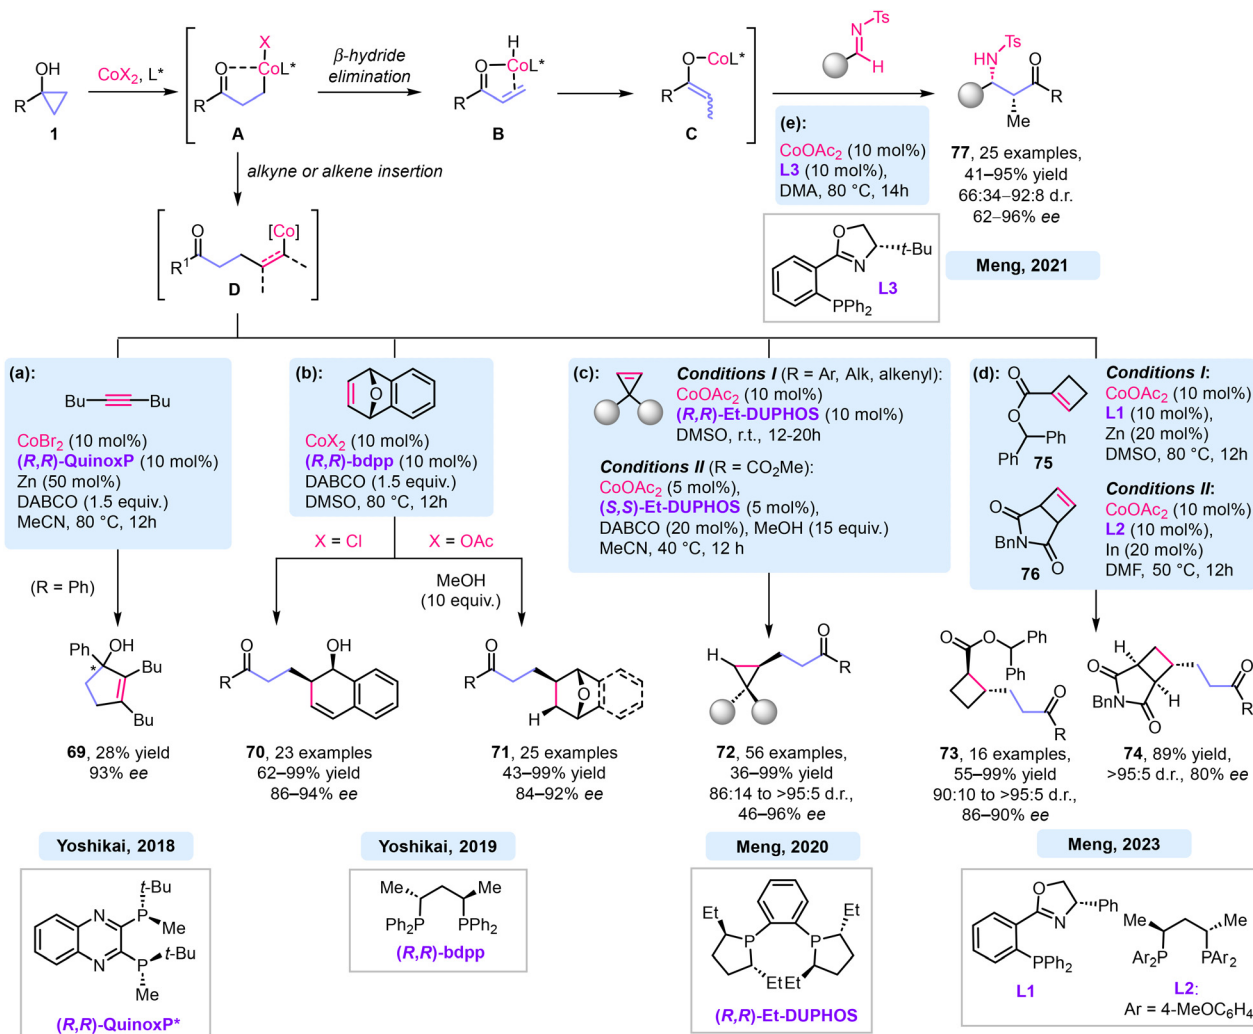 OH
R
1
CoX2, L*
X
O
CoL*
R
A
β-hydride
elimination
H
O
CoL*
R
B
O
CoL*
R
C
N
Ts
H
(e):
CoOAc2 (10 mol%)
L3 (10 mol%),
DMA, 80 °C, 14h
Ts
HN
O
R
Me
77, 25 examples,
41–95% yield
66:34–92:8 d.r.
62–96% ee
Meng, 2021
O
N
t-Bu
PPh2
L3
alkyne or alkene insertion
[Co]
O
R1
D
(a):
Bu
Bu
CoBr2 (10 mol%)
(R,R)-QuinoxP (10 mol%)
Zn (50 mol%)
DABCO (1.5 equiv.)
MeCN, 80 °C, 12h
(R = Ph)
Ph
OH
*
Bu
Bu
69, 28% yield
93% ee
Yoshikai, 2018
t-Bu
N
P
Me
t-Bu
N
P
Me
(R,R)-QuinoxP*
(b):
O
CoX2 (10 mol%)
(R,R)-bdpp (10 mol%)
DABCO (1.5 equiv.)
DMSO, 80 °C, 12h
X = Cl
X = OAc
MeOH
(10 equiv.)
O
OH
R
70, 23 examples
62–99% yield
86–94% ee
O
R
O
H
71, 25 examples
43–99% yield
84–92% ee
Yoshikai, 2019
Me
Me
Ph2P
PPh2
(R,R)-bdpp
(c):
Conditions I (R = Ar, Alk, alkenyl):
CoOAc2 (10 mol%)
(R,R)-Et-DUPHOS (10 mol%)
DMSO, r.t., 12-20h
Conditions II (R = CO2Me):
CoOAc2 (5 mol%),
(S,S)-Et-DUPHOS (5 mol%),
DABCO (20 mol%), MeOH (15 equiv.)
MeCN, 40 °C, 12 h
H
O
R
72, 56 examples,
36–99% yield
86:14 to >95:5 d.r.,
46–96% ee
Meng, 2020
Et
Et
P
P
Et
Et
(R,R)-Et-DUPHOS
(d):
O
O
Ph
Ph
75
Conditions I:
CoOAc2 (10 mol%)
L1 (10 mol%),
Zn (20 mol%)
DMSO, 80 °C, 12h
O
BnN
O
76
Conditions II:
CoOAc2 (10 mol%)
L2 (10 mol%),
In (20 mol%)
DMF, 50 °C, 12h
O
O
Ph
Ph
O
R
73, 16 examples,
55–99% yield
90:10 to >95:5 d.r.,
86–90% ee
H
O
BnN
O
H
O
R
74, 89% yield,
>95:5 d.r., 80% ee
Meng, 2023
O
N
Ph
PPh2
L1
Me
Me
Ar2P
PAr2
L2:
Ar = 4-MeOC6H4